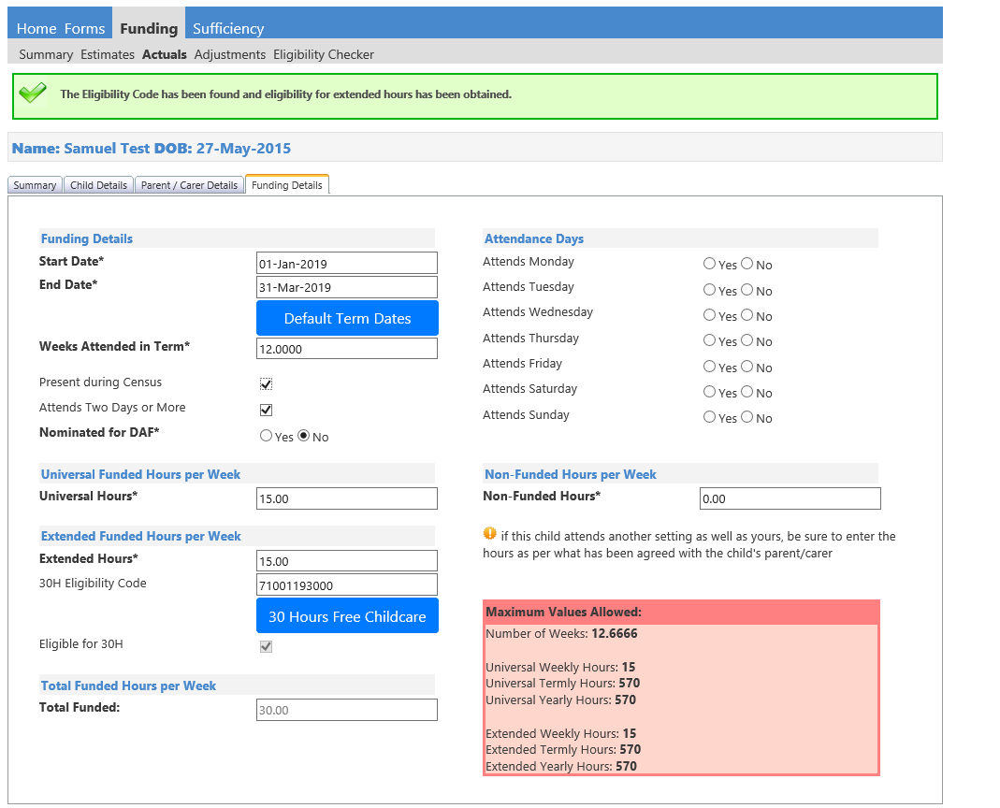 Home Forms Funding Sufficiency
Summary Estimates Actuals Adjustments Eligibility Checker
The Eligibility Code has been found and eligibility for extended hours has been obtained.
Name: Samuel Test DOB: 27-May-2015
Summary Child Details Parent / Carer Details Funding Details
Funding Details
Start Date* 01-Jan-2019
End Date* 31-Mar-2019
Default Term Dates
Weeks Attended in Term* 12.0000
Present during Census
Attends Two Days or More
Nominated for DAF* Yes No
Attendance Days
Attends Monday Yes No
Attends Tuesday Yes No
Attends Wednesday Yes No
Attends Thursday Yes No
Attends Friday Yes No
Attends Saturday Yes No
Attends Sunday Yes No
Universal Funded Hours per Week
Universal Hours* 15.00
Non-Funded Hours per Week
Non-Funded Hours* 0.00
Extended Funded Hours per Week
Extended Hours* 15.00
30H Eligibility Code 71001193000
30 Hours Free Childcare
Eligible for 30H
if this child attends another setting as well as yours, be sure to enter the
hours as per what has been agreed with the child's parent/carer
Total Funded Hours per Week
Total Funded: 30.00
Maximum Values Allowed:
Number of Weeks: 12.6666
Universal Weekly Hours: 15
Universal Termly Hours: 570
Universal Yearly Hours: 570
Extended Weekly Hours: 15
Extended Termly Hours: 570
Extended Yearly Hours: 570